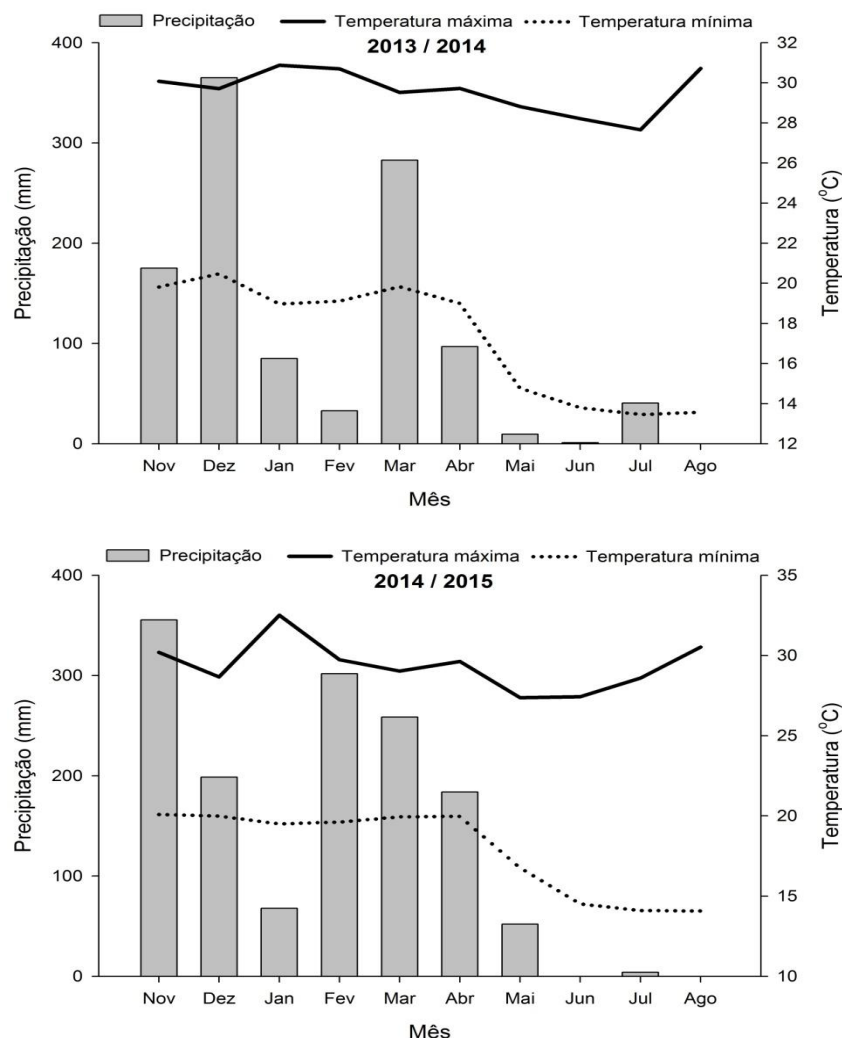 Precipitação Temperatura máxima Temperatura mínima
2013 / 2014
400 32
30
300 28
26
24
200 22
20
18
100 16
14
0 12
Precipitação (mm)
Temperatura (°C)
Nov Dez Jan Fev Mar Abr Mai Jun Jul Ago
Mês
Precipitação Temperatura máxima Temperatura mínima
2014 / 2015
400 35
300 30
25
200
20
100 15
0 10
Precipitação (mm)
Temperatura (°C)
Nov Dez Jan Fev Mar Abr Mai Jun Jul Ago
Mês